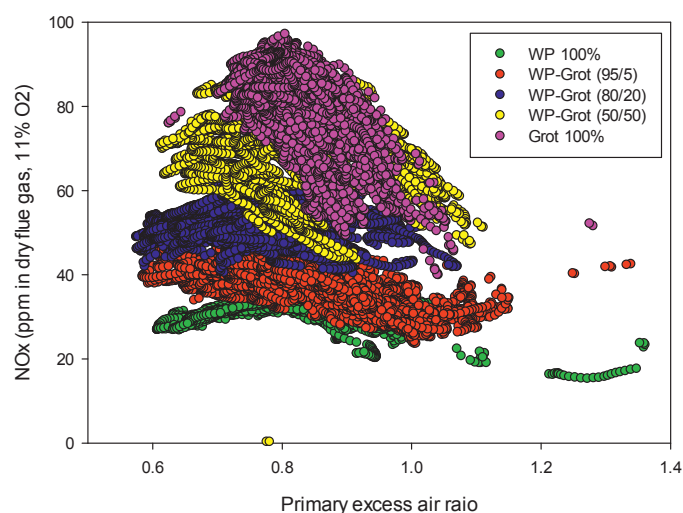 100
80
60
40
20
0
NOx (ppm in dry flue gas, 11% O2)
WP 100%
WP-Grot (95/5)
WP-Grot (80/20)
WP-Grot (50/50)
Grot 100%
0.6 0.8 1.0 1.2 1.4
Primary excess air raio